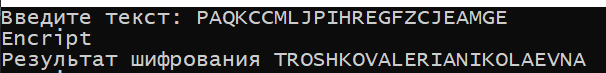 Введите текст: PAQKCCMLJPIHREGFZCJEAMGE
Encript
Результат шифрования TROSHKOVALERIANIKOLAEVNA